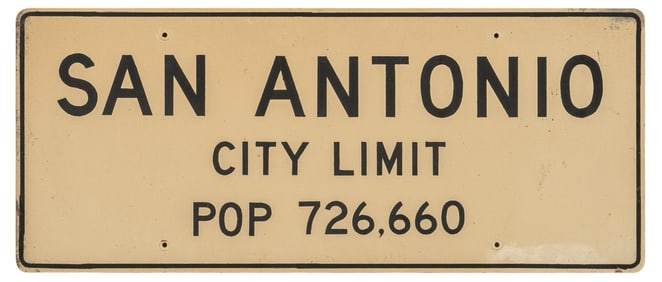 SAN ANTONIO
CITY LIMIT
POP 726,660